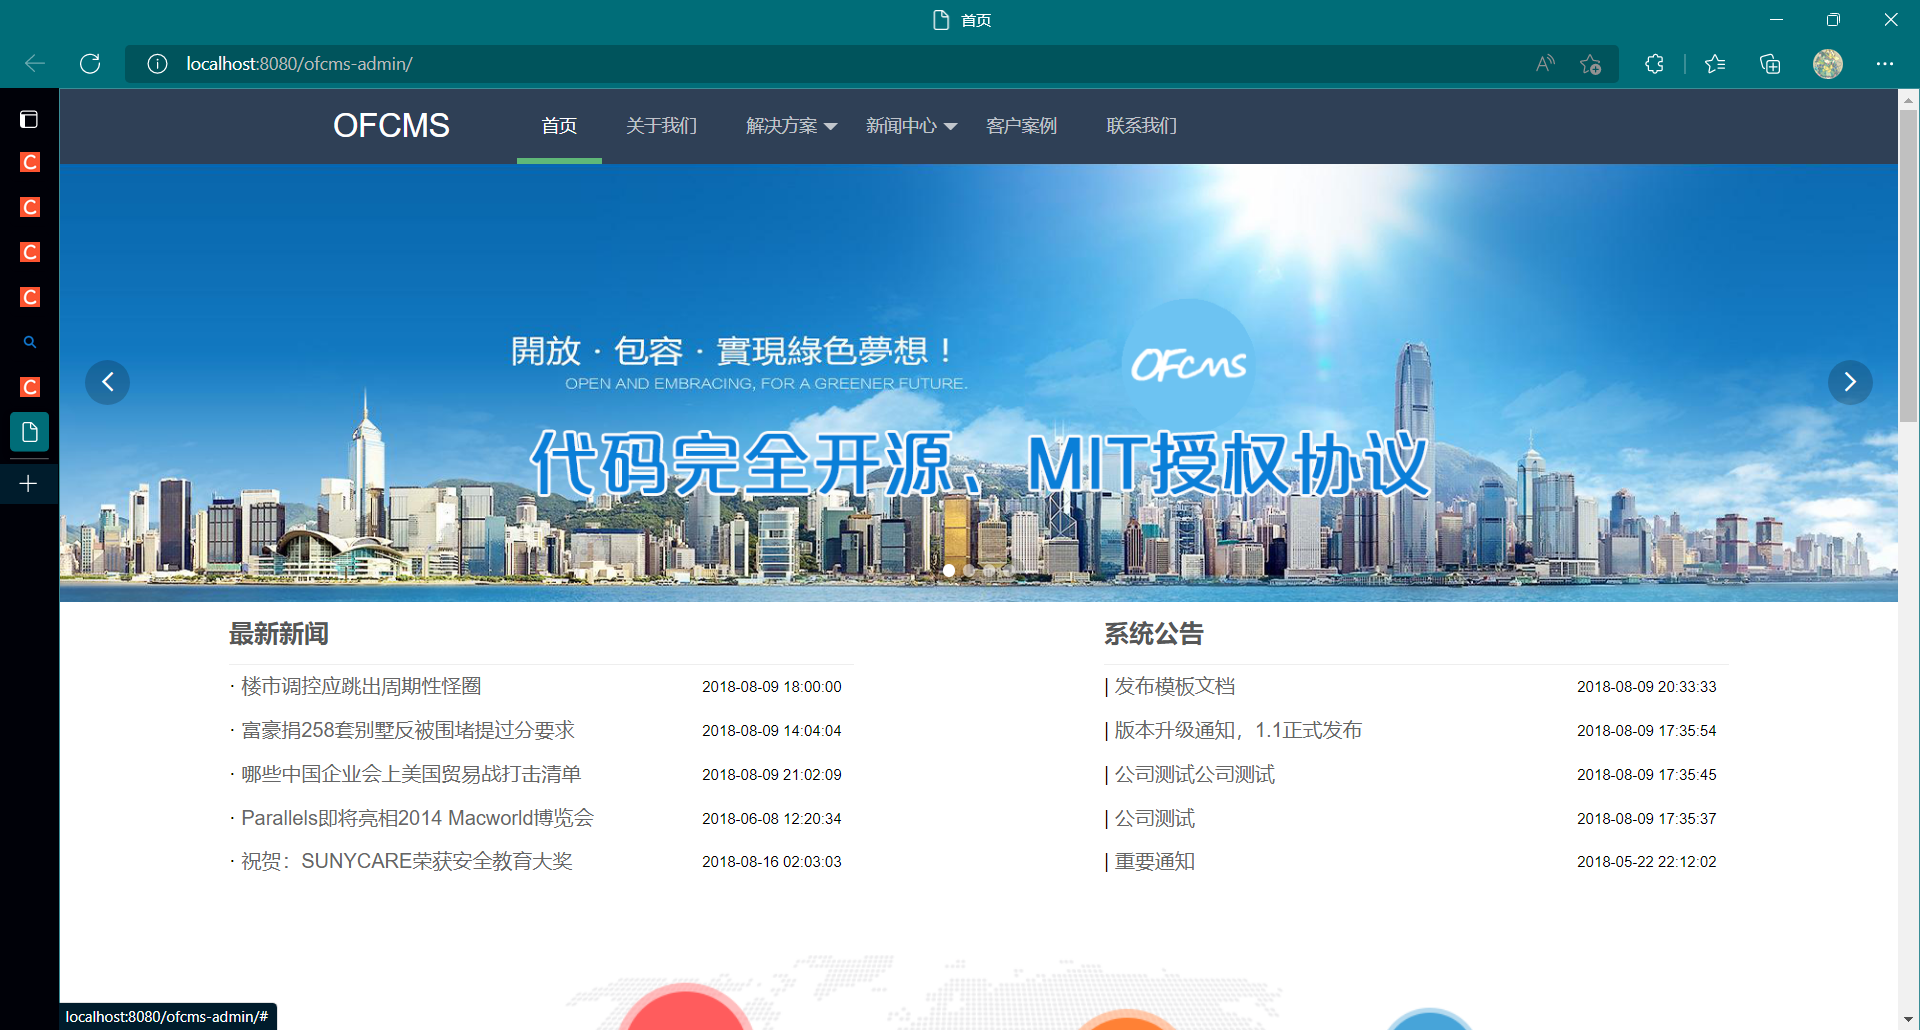 首页
localhost:8080/ofcms-admin/
OFCMS 首页 关于我们 解决方案 新闻中心 客户案例 联系我们
開放·包容·實現綠色夢想！
OPEN AND EMBRACING, FOR A GREENER FUTURE.
OFcms
代码完全开源、MIT授权协议
最新新闻
· 楼市调控应跳出周期性怪圈 2018-08-09 18:00:00
· 富豪捐258套别墅反被围堵提过分要求 2018-08-09 14:04:04
· 哪些中国企业会上美国贸易战打击清单 2018-08-09 21:02:09
· Parallels即将亮相2014 Macworld博览会 2018-06-08 12:20:34
· 祝贺：SUNYCARE荣获安全教育大奖 2018-08-16 02:03:03
系统公告
| 发布模板文档 2018-08-09 20:33:33
| 版本升级通知，1.1正式发布 2018-08-09 17:35:54
| 公司测试公司测试 2018-08-09 17:35:45
| 公司测试 2018-08-09 17:35:37
| 重要通知 2018-05-22 22:12:02
localhost:8080/ofcms-admin/#